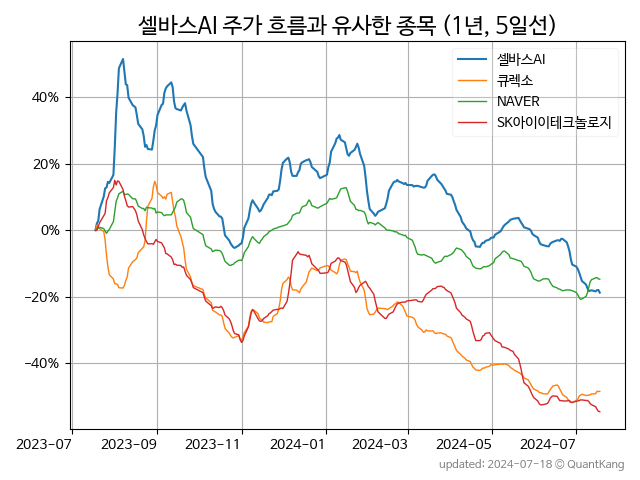 셀바스AI 주가 흐름과 유사한 종목 (1년, 5일선)
셀바스AI
큐렉소
NAVER
SK아이이테크놀로지
40%
20%
0%
−20%
−40%
2023-07 2023-09 2023-11 2024-01 2024-03 2024-05 2024-07
updated: 2024-07-18 © QuantKang